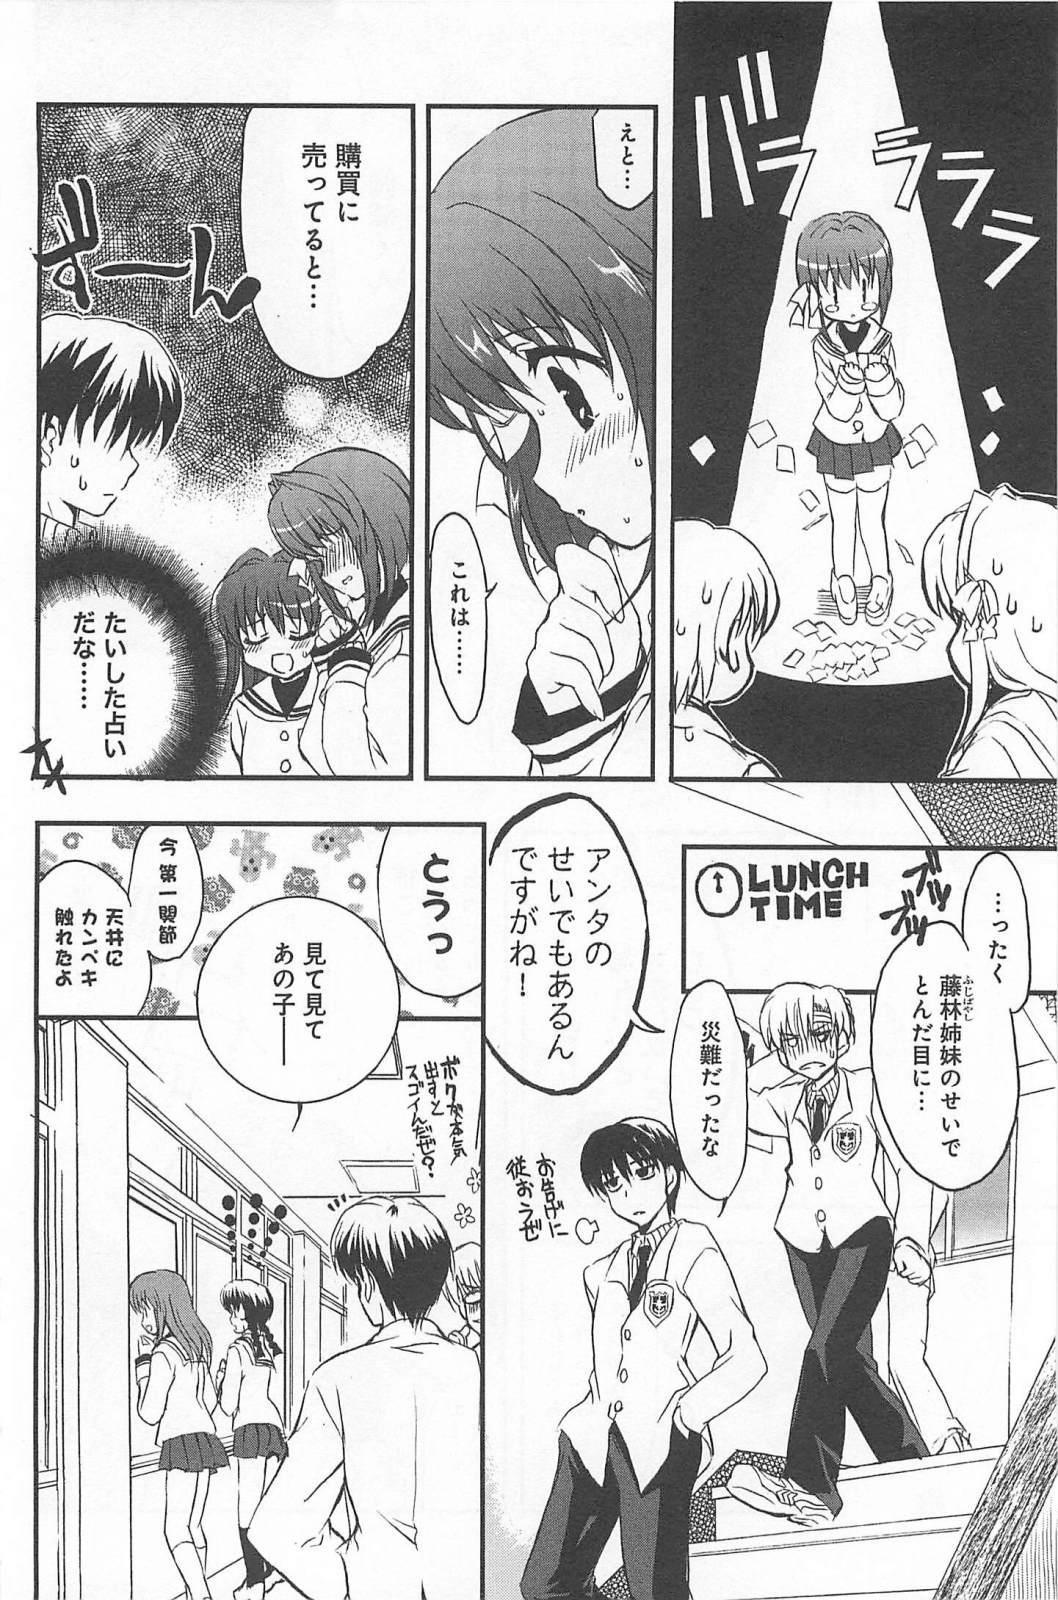 バラ
ラララ
えと…
これは……
購買に
売ってると…
ずーん
たいした占い
だな……
LUNCH
TIME
ブツ
ブツ
…ったく
藤林姉妹のせいで
ふじばやし
とんだ目に…
災難だったな
アンタの
せいでもあるん
ですがね！
お告げに
従おうぜ
とうっ
今 第一関節
天井に
カンペキ
触れたよ
見て見て
あの子――
ボクが本気
出すと
スゴイんだぜ？